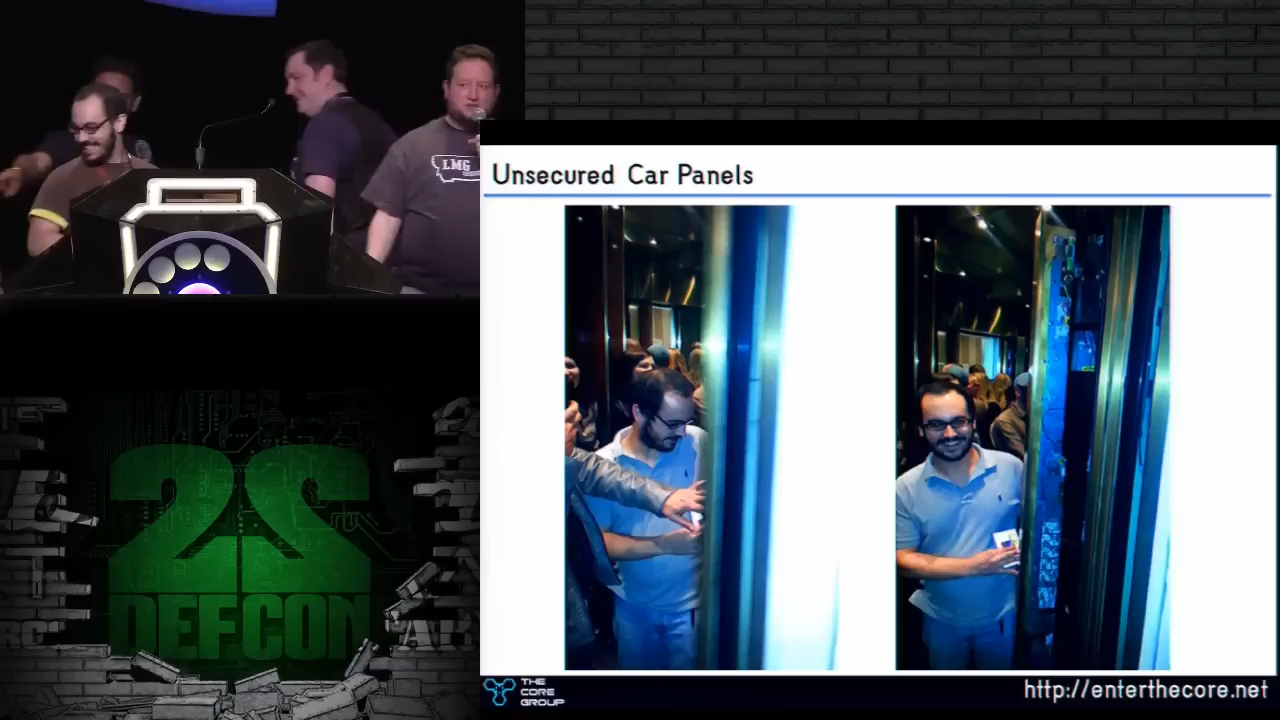 LMG
Unsecured Car Panels
22
DEFCON
THE
CORE
GROUP
http://enterthecore.net